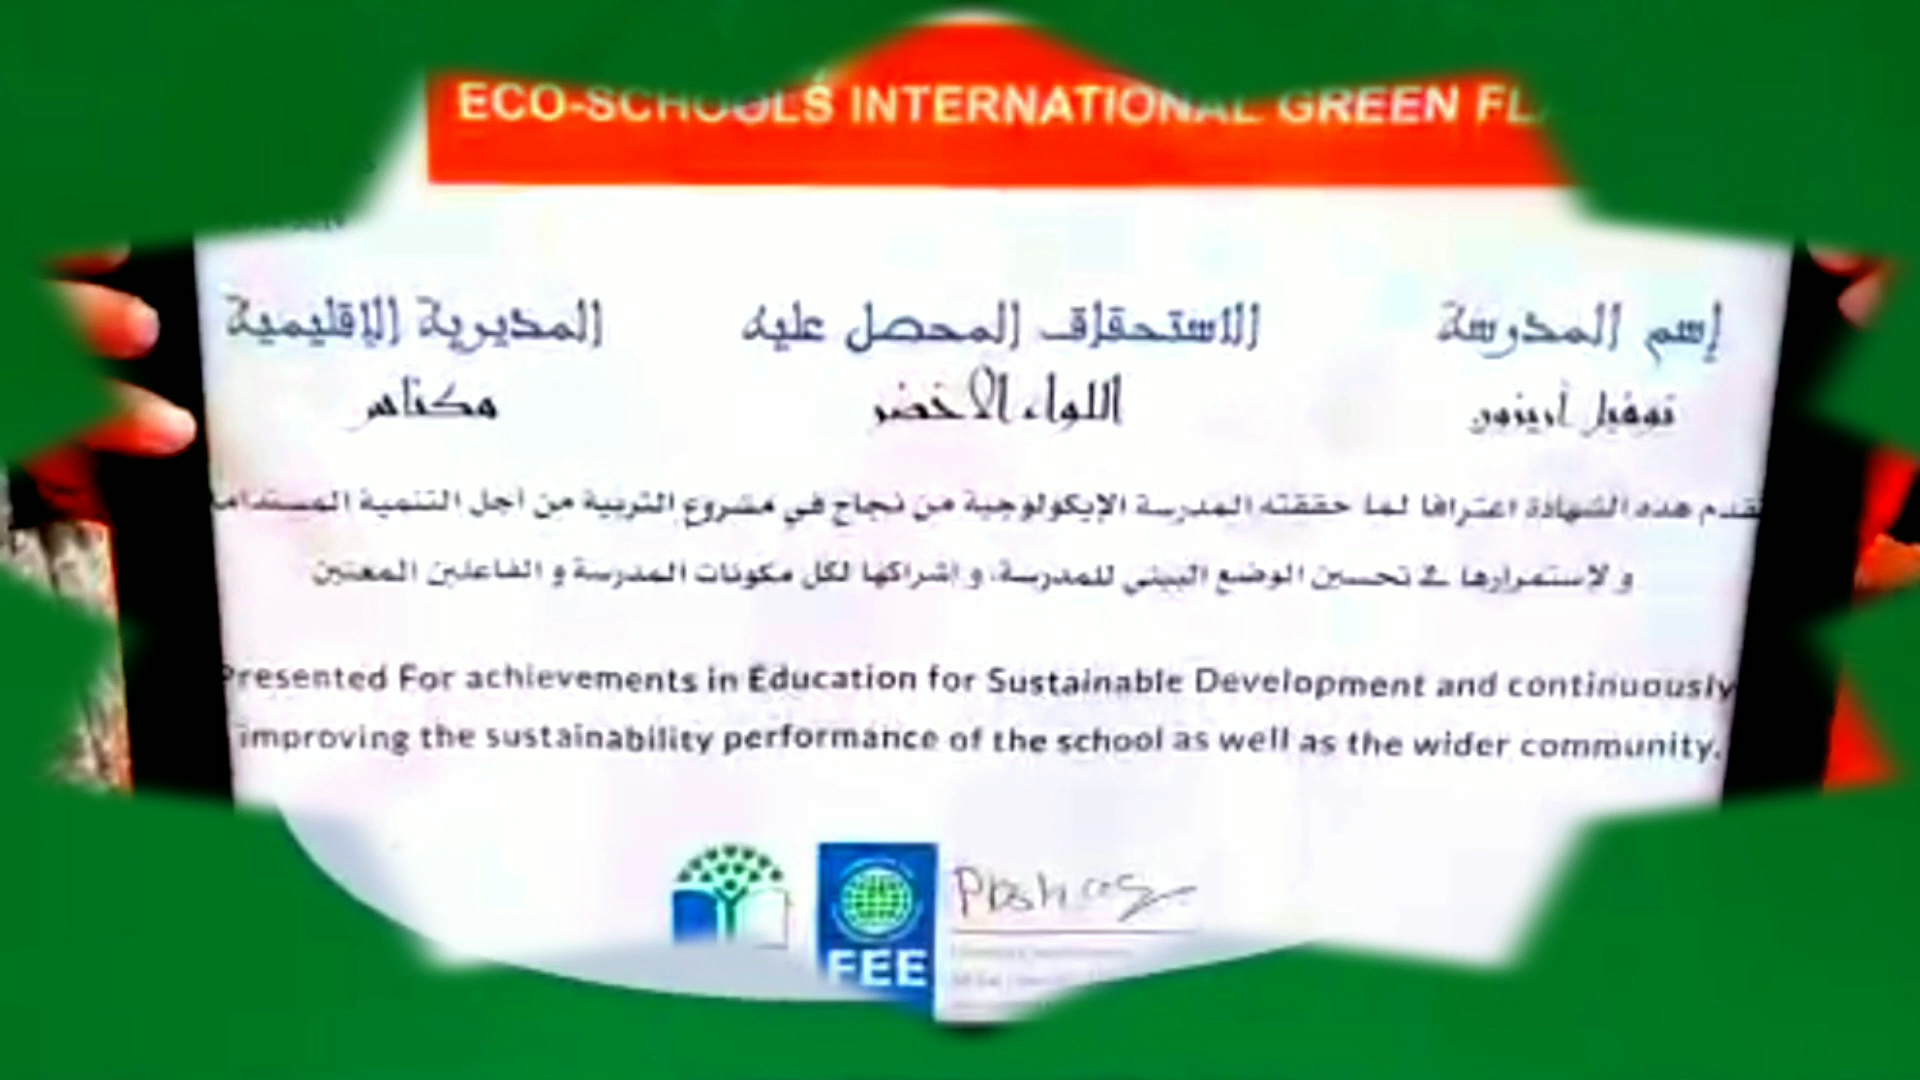 ECO-SCHOOLS INTERNATIONAL GREEN
إسم المدرسة
الاستحقاق المحصل عليه
المديرية الإقليمية
اللواء الأخضر
مكناس
تقدم هذه الشهادة اعترافا لما حققته المدرسة الإيكولوجية من نجاح في مشروع التربية من أجل التنمية المستدامة
و لاستمرارها في تحسين الوضع البيئي للمدرسة، و إشراكها لكل مكونات المدرسة و الفاعلين المعنين
Presented For achievements in Education for Sustainable Development and continuously
improving the sustainability performance of the school as well as the wider community.
FEE